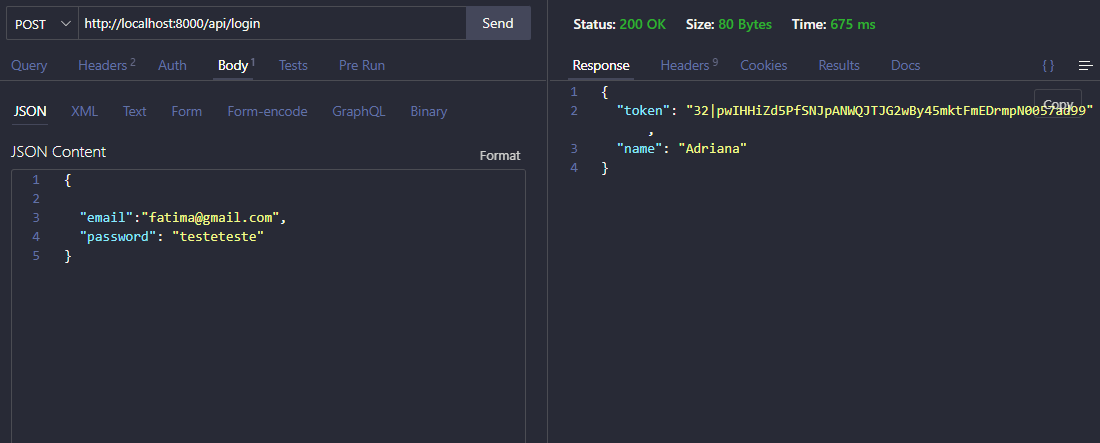 POST http://localhost:8000/api/login Send
Query Headers 2 Auth Body 1 Tests Pre Run
JSON XML Text Form Form-encode GraphQL Binary
JSON Content Format
1 {
2
3 "email":"fatima@gmail.com",
4 "password": "testeteste"
5 }
Status: 200 OK Size: 80 Bytes Time: 675 ms
Response Headers 9 Cookies Results Docs { }
Copy
1 {
2 "token": "32|pwIHHiZd5PfSNJpANWQJTJG2wBy45mktFmEDrmpN0057ad99"
,
3 "name": "Adriana"
4 }